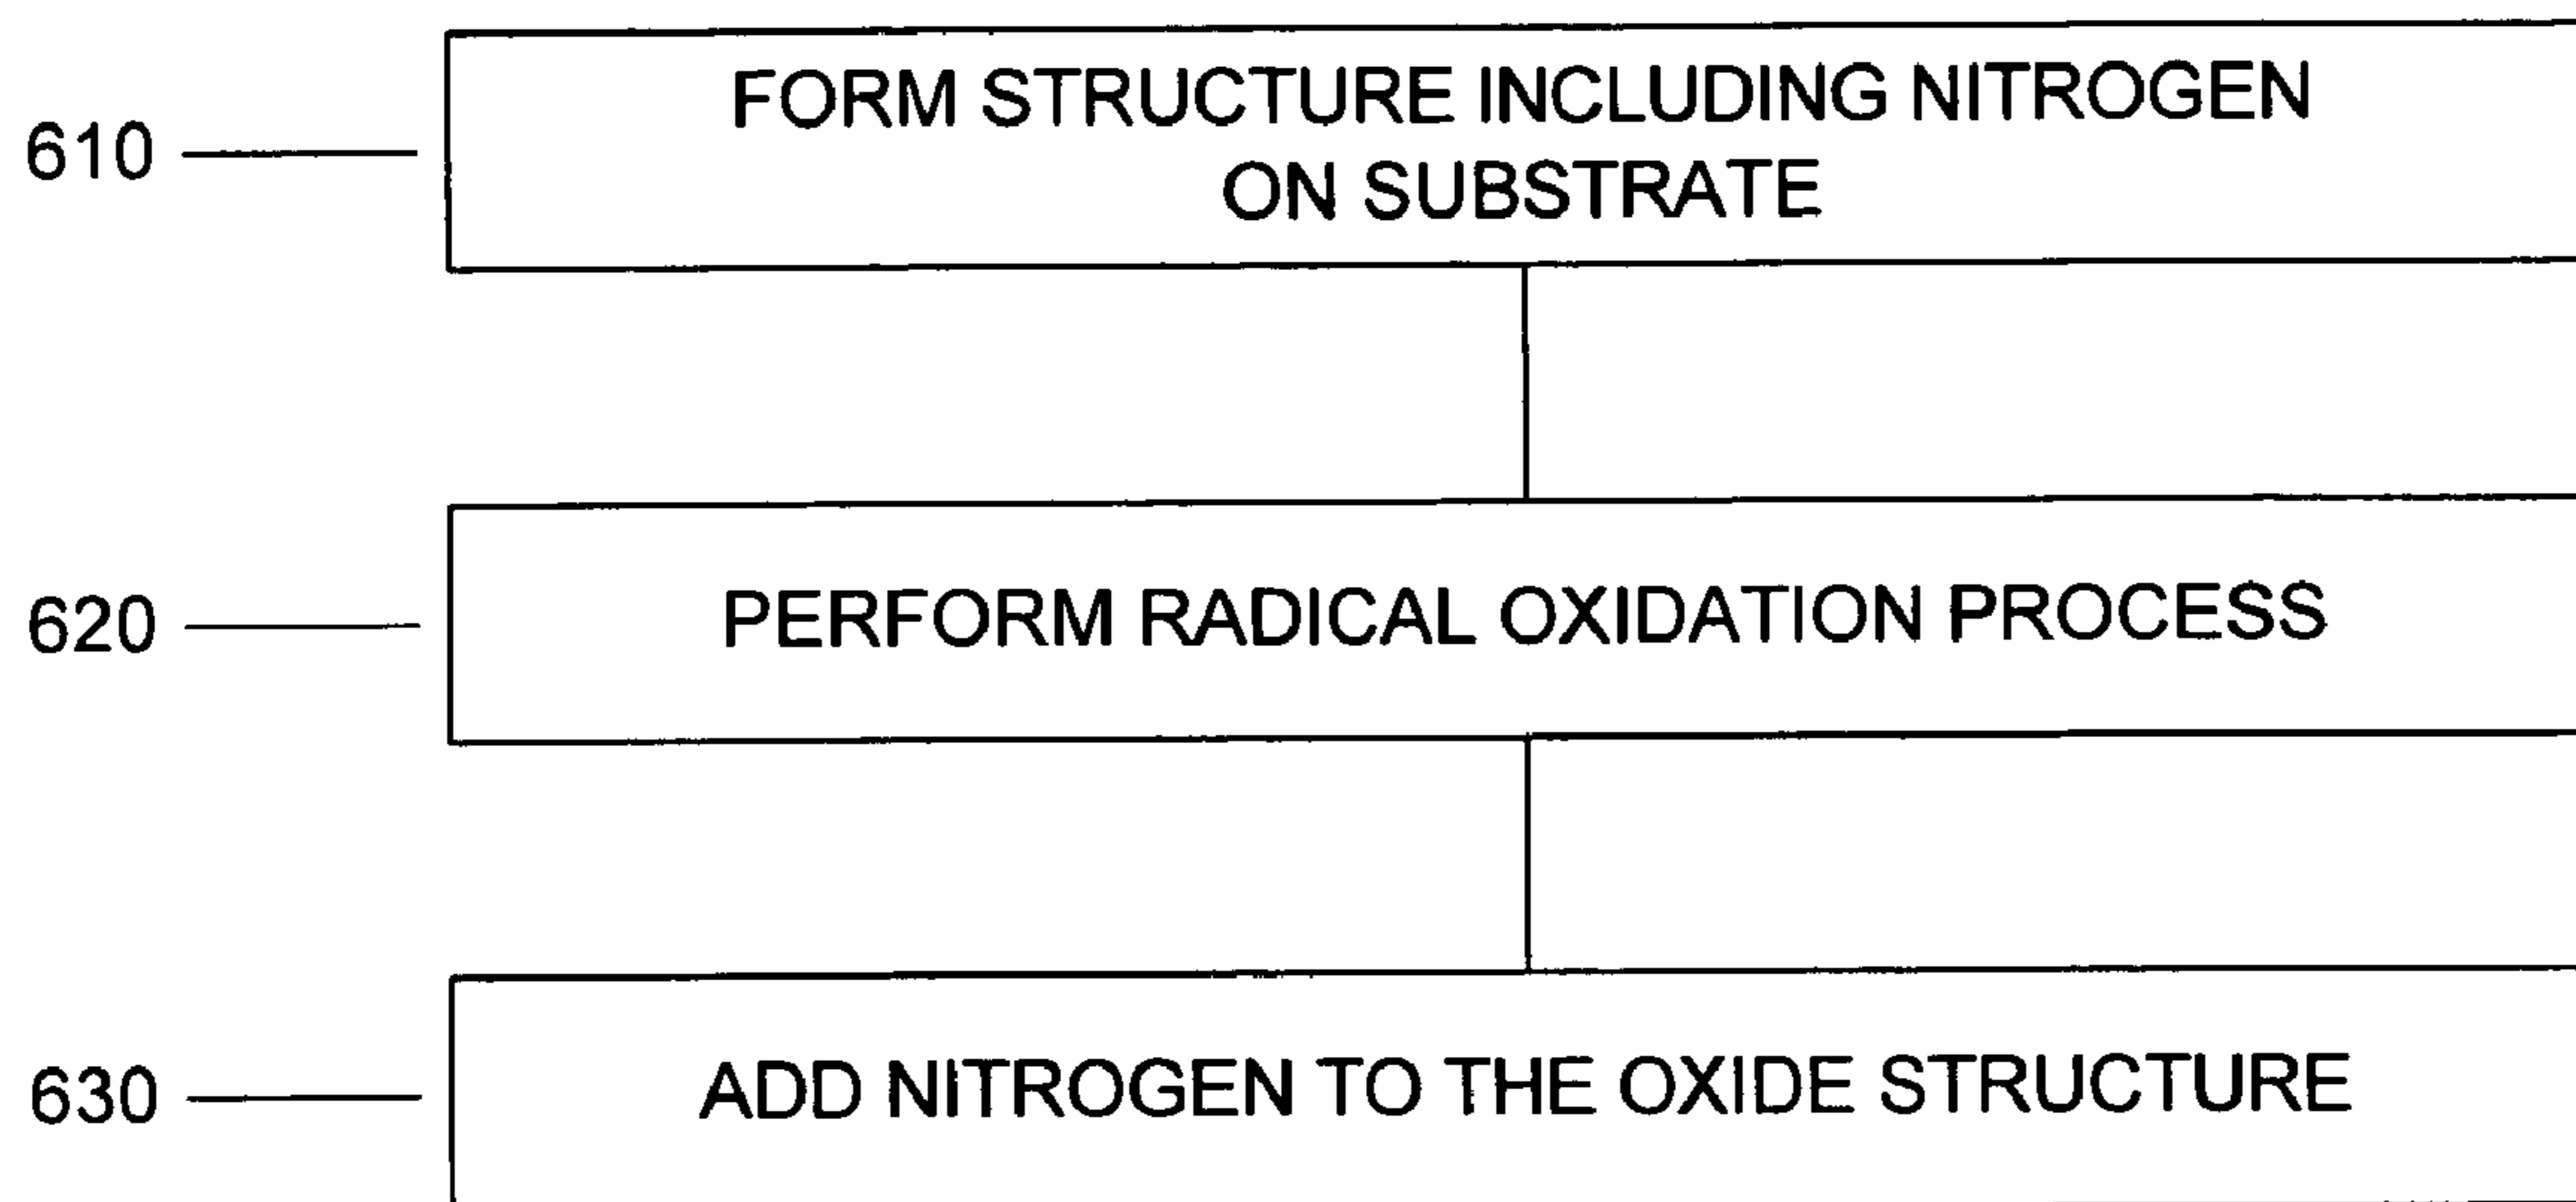 610
FORM STRUCTURE INCLUDING NITROGEN
ON SUBSTRATE
620
PERFORM RADICAL OXIDATION PROCESS
630
ADD NITROGEN TO THE OXIDE STRUCTURE